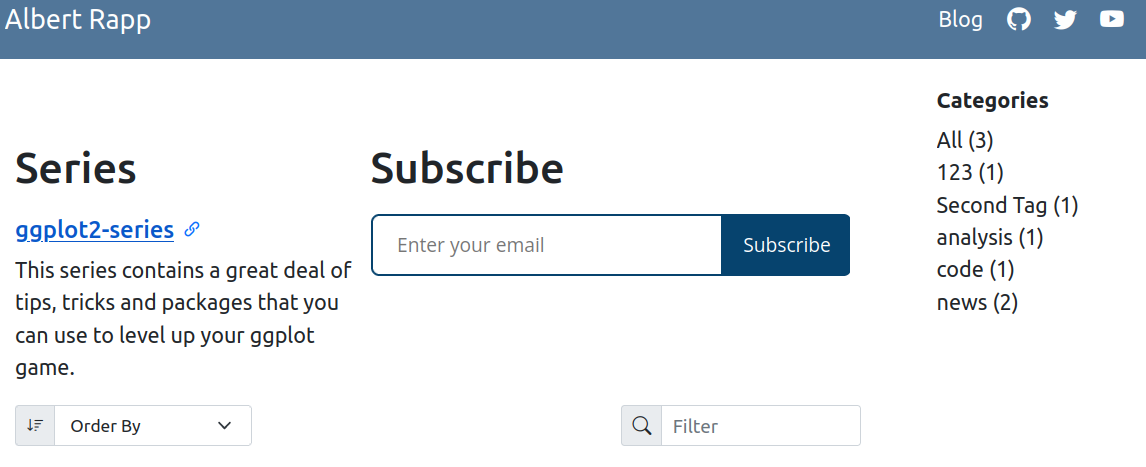 Albert Rapp
Blog
Series
ggplot2-series
This series contains a great deal of
tips, tricks and packages that you
can use to level up your ggplot
game.
Subscribe
Enter your email
Subscribe
Order By
Filter
Categories
All (3)
123 (1)
Second Tag (1)
analysis (1)
code (1)
news (2)